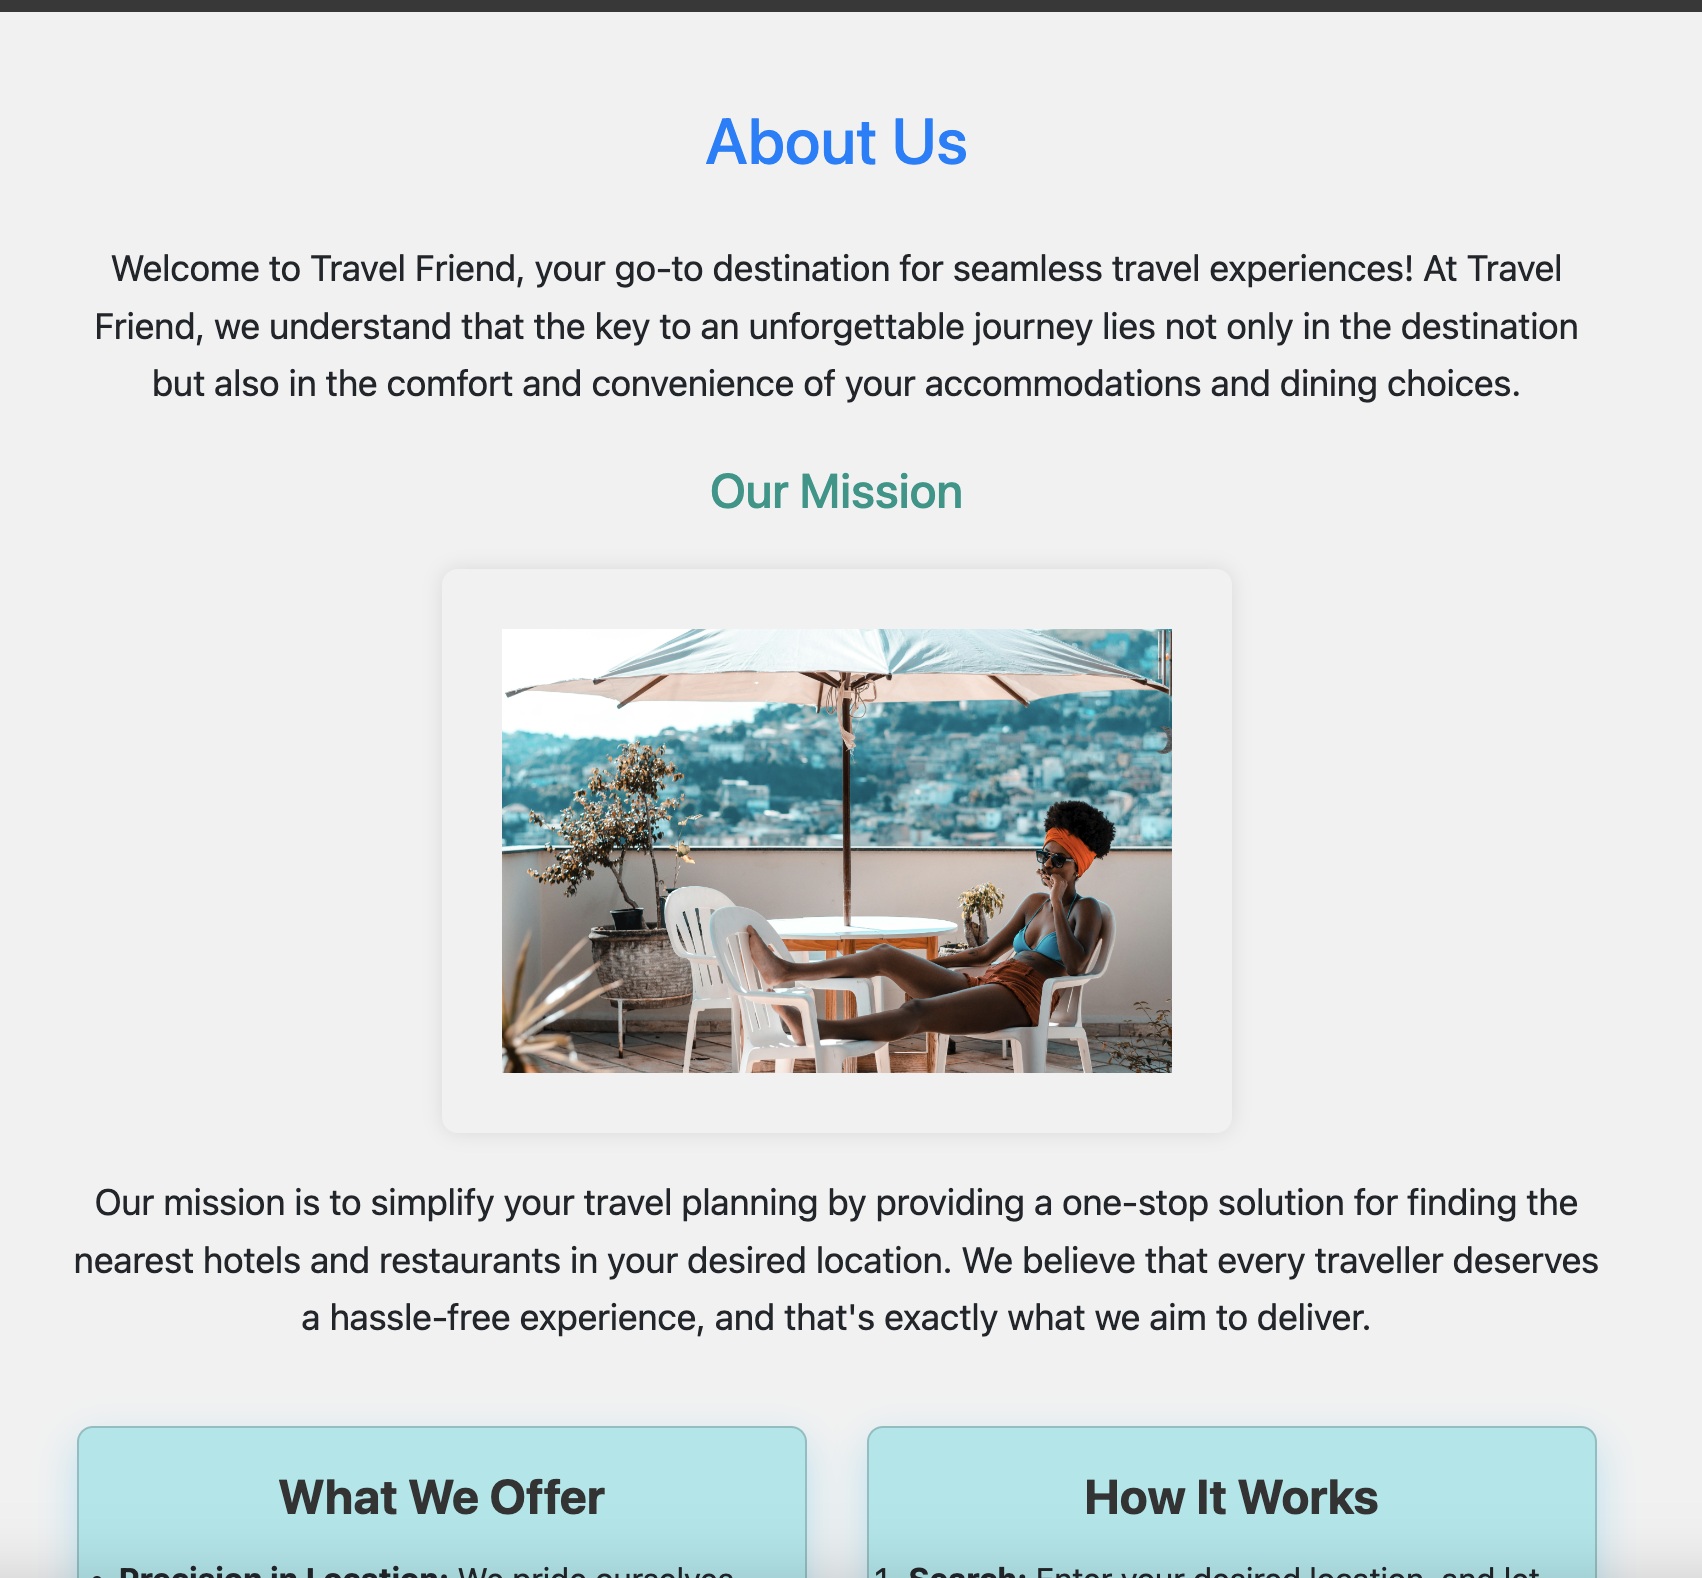 About Us
Welcome to Travel Friend, your go-to destination for seamless travel experiences! At Travel
Friend, we understand that the key to an unforgettable journey lies not only in the destination
but also in the comfort and convenience of your accommodations and dining choices.
Our Mission
Our mission is to simplify your travel planning by providing a one-stop solution for finding the
nearest hotels and restaurants in your desired location. We believe that every traveller deserves
a hassle-free experience, and that's exactly what we aim to deliver.
What We Offer
• Precision in Location: We pride ourselves
How It Works
1. Search: Enter your desired location, and let